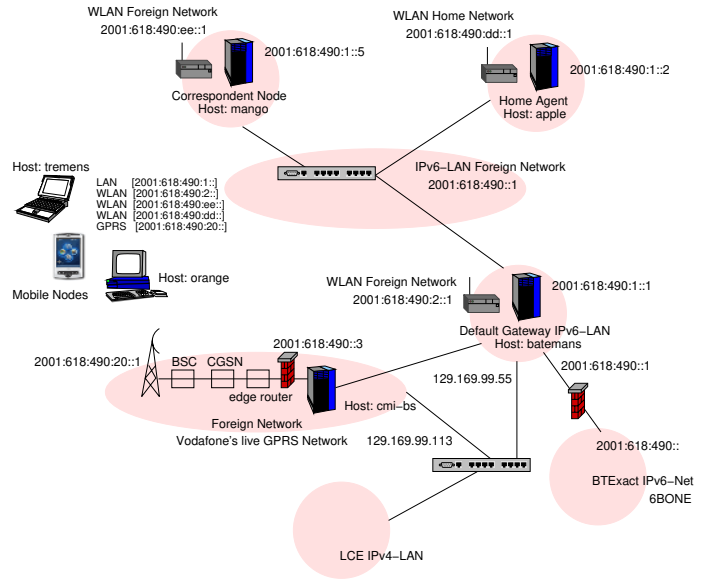 WLAN Foreign Network
2001:618:490:ee::1
2001:618:490:1::5
Correspondent Node
Host: mango
WLAN Home Network
2001:618:490:dd::1
2001:618:490:1::2
Home Agent
Host: apple
IPv6−LAN Foreign Network
2001:618:490::1
Host: tremens
LAN [2001:618:490:1::]
WLAN [2001:618:490:2::]
WLAN [2001:618:490:ee::]
WLAN [2001:618:490:dd::]
GPRS [2001:618:490:20::]
Host: orange
Mobile Nodes
WLAN Foreign Network
2001:618:490:2::1
2001:618:490:1::1
Default Gateway IPv6−LAN
Host: batemans
2001:618:490::3
2001:618:490:20::1
BSC CGSN
edge router
Host: cmi−bs
Foreign Network
Vodafone's live GPRS Network
129.169.99.55
129.169.99.113
2001:618:490::1
2001:618:490::
BTExact IPv6−Net
6BONE
LCE IPv4−LAN